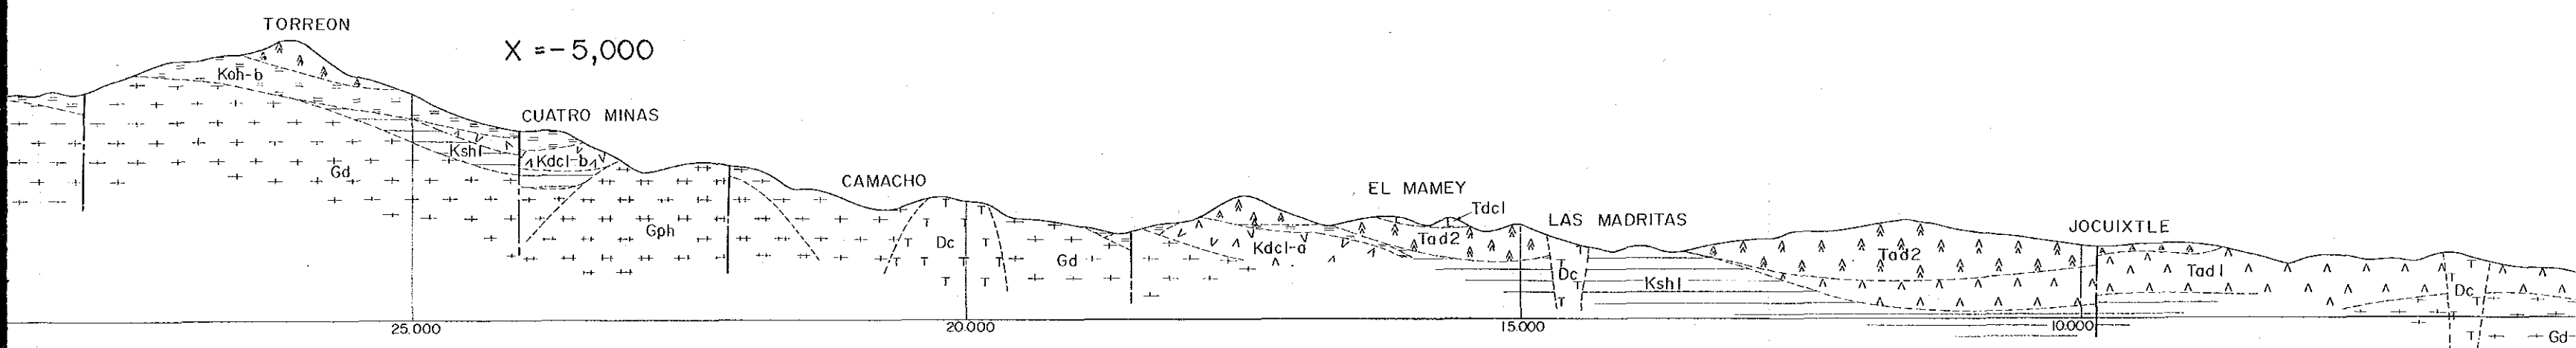 TORREON
X = -5,000
Koh-b
CUATRO MINAS
Kshl
Kdcl-b
Gd
CAMACHO
Gph
Dc
Gd
EL MAMEY
Tdcl
LAS MADRITAS
Kdcl-a
Tad2
Dc
Kshl
JOCUIXTLE
Tad2
Tad1
Dc
Gd
25.000
20.000
15.000
10.000